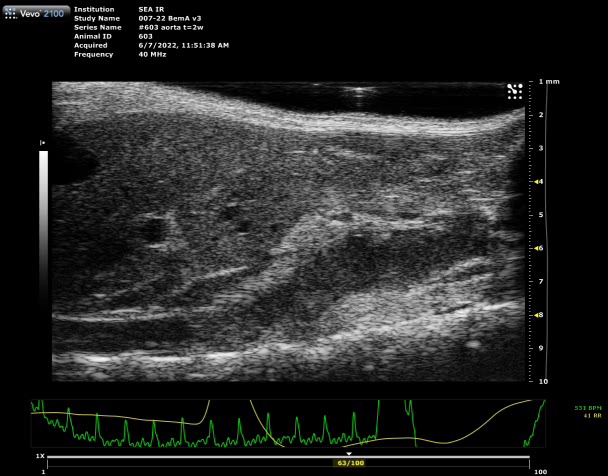 Vevo 2100
Institution SEA IR
Study Name 007-22 BemA v3
Series Name #603 aorta t=2w
Animal ID 603
Acquired 6/7/2022, 11:51:38 AM
Frequency 40 MHz
1 mm
2
3
4
5
6
7
8
9
10
533 BPM
41 RR
1X
63/100
1 100